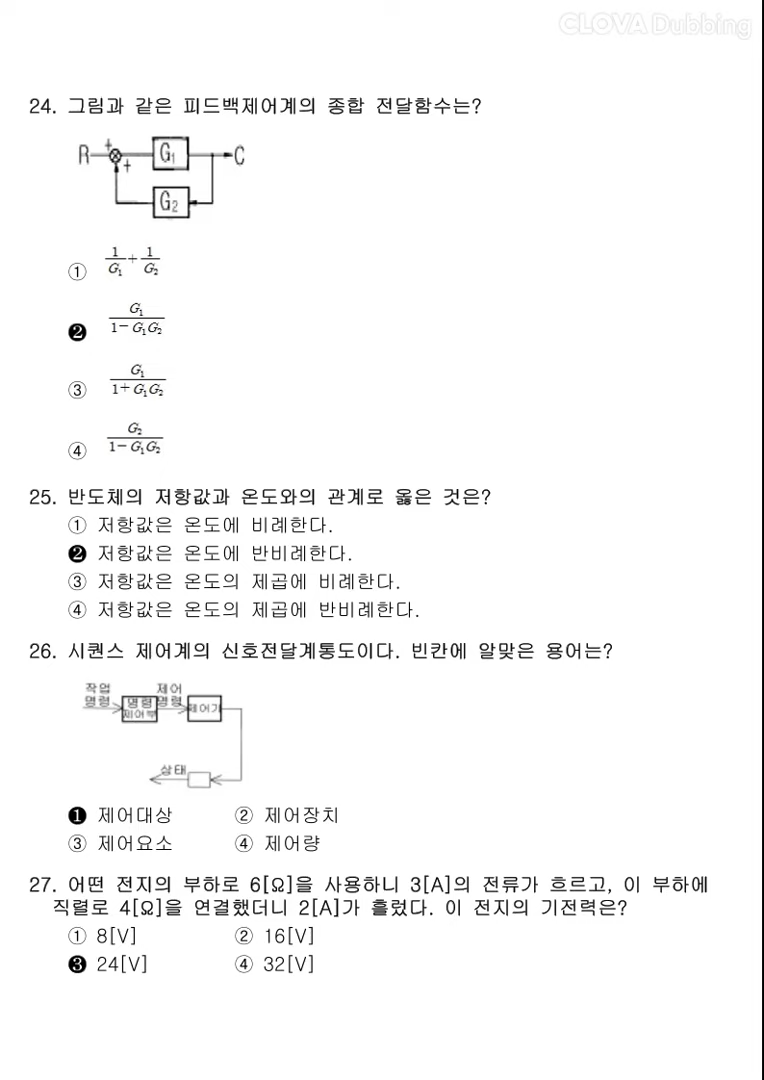 CLOVA Dubbing
24. 그림과 같은 피드백제어계의 종합 전달함수는?
R + + G₁ C
G₂
① 1/G₁ + 1/G₂
❷ G₁/(1-G₁G₂)
③ G₁/(1+G₁G₂)
④ G₂/(1-G₁G₂)
25. 반도체의 저항값과 온도와의 관계로 옳은 것은?
① 저항값은 온도에 비례한다.
❷ 저항값은 온도에 반비례한다.
③ 저항값은 온도의 제곱에 비례한다.
④ 저항값은 온도의 제곱에 반비례한다.
26. 시퀀스 제어계의 신호전달계통도이다. 빈칸에 알맞은 용어는?
작업 제어
명령 명령 명령 제어기
제어부
상태
❶ 제어대상 ② 제어장치
③ 제어요소 ④ 제어량
27. 어떤 전지의 부하로 6[Ω]을 사용하니 3[A]의 전류가 흐르고, 이 부하에
직렬로 4[Ω]을 연결했더니 2[A]가 흘렀다. 이 전지의 기전력은?
① 8[V] ② 16[V]
❸ 24[V] ④ 32[V]